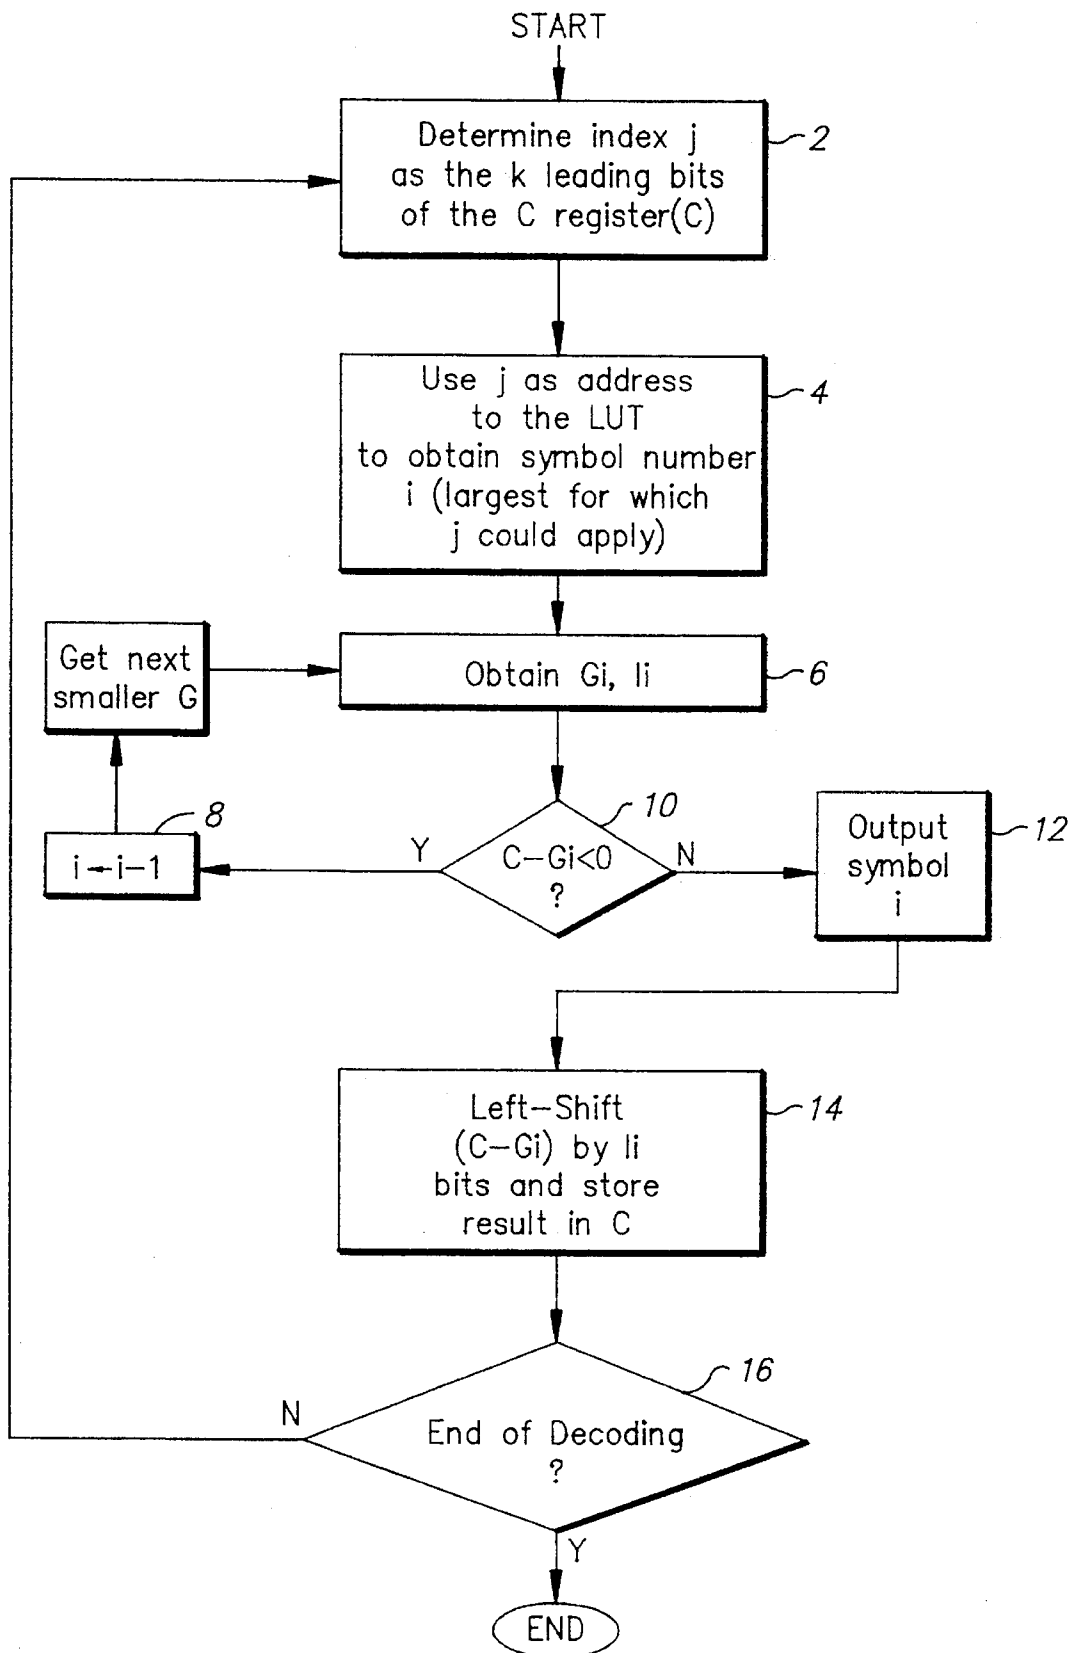 START
Determine index j
as the k leading bits
of the C register(C)
2
Use j as address
to the LUT
to obtain symbol number
i (largest for which
j could apply)
4
Get next
smaller G
Obtain Gi, li
6
8
i←i-1
10
Y
C-Gi<0
?
N
Output
symbol
i
12
Left-Shift
(C-Gi) by li
bits and store
result in C
14
16
N
End of Decoding
?
Y
END